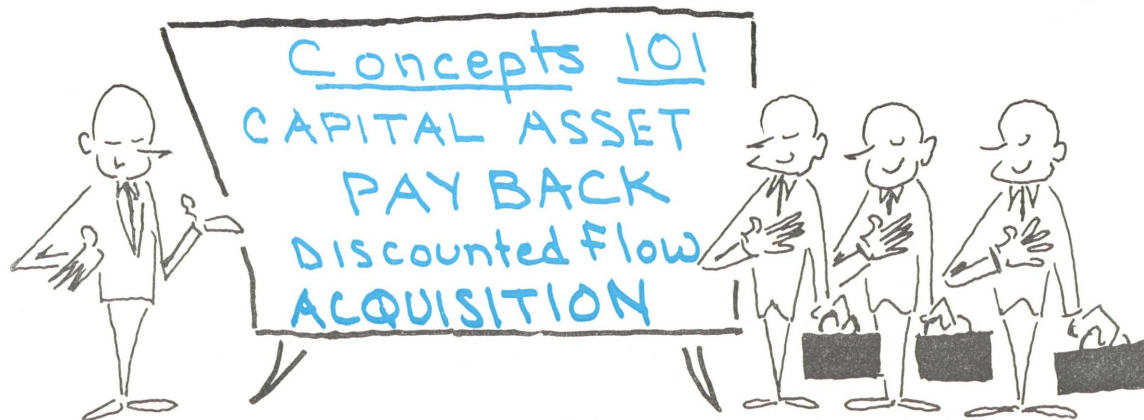 Concepts 101
CAPITAL ASSET
PAY BACK
DIscounted Flow
ACQUISITION